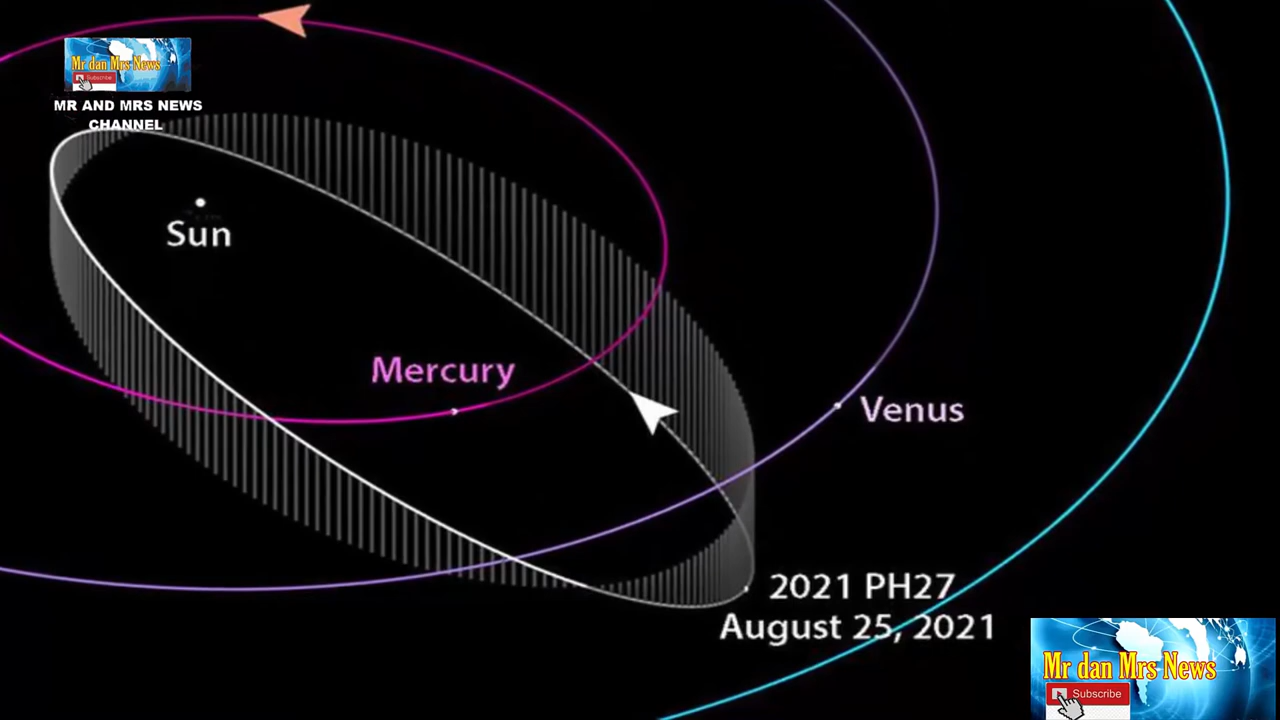 Mr dan Mrs News
Subscribe
MR AND MRS NEWS
CHANNEL
Sun
Mercury
Venus
2021 PH27
August 25, 2021
Mr dan Mrs News
Subscribe